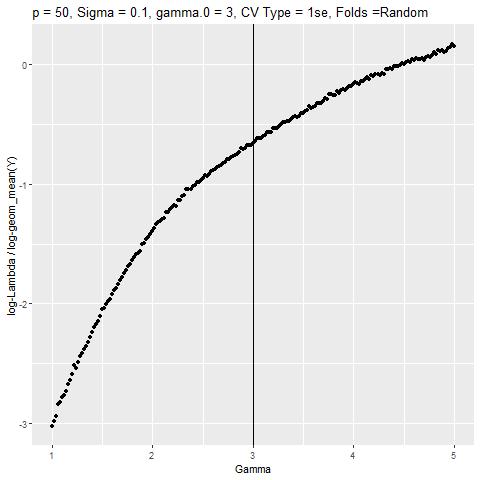 p = 50, Sigma = 0.1, gamma.0 = 3, CV Type = 1se, Folds =Random
log-Lambda / log-geom_mean(Y)
0
-1
-2
-3
1 2 3 4 5
Gamma